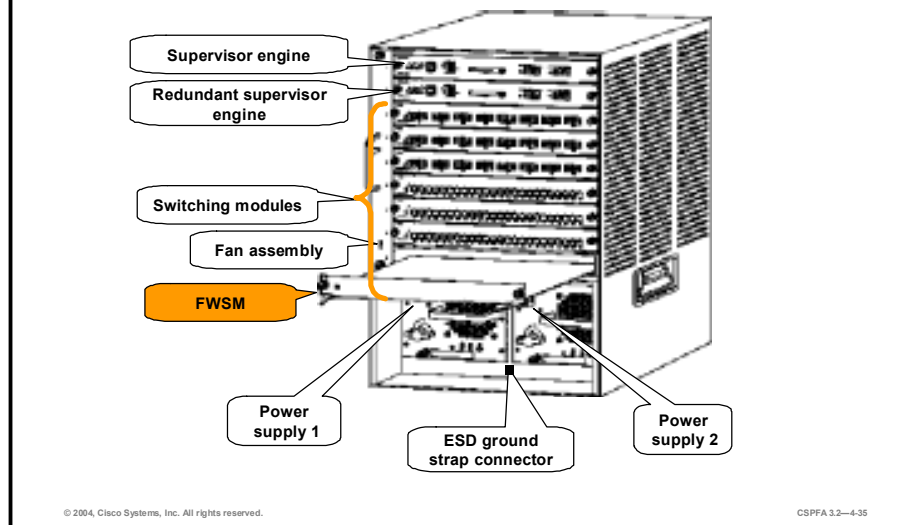 Supervisor engine
Redundant supervisor
engine
Switching modules
Fan assembly
FWSM
Power
supply 1
ESD ground
strap connector
Power
supply 2
© 2004, Cisco Systems, Inc. All rights reserved.
CSPFA 3.2—4-35